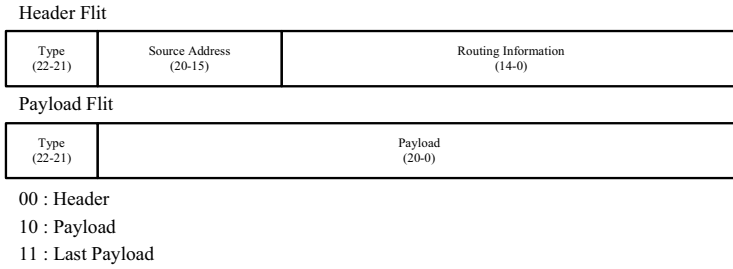 Header Flit
Type Source Address Routing Information
(22-21) (20-15) (14-0)
Payload Flit
Type Payload
(22-21) (20-0)
00 : Header
10 : Payload
11 : Last Payload